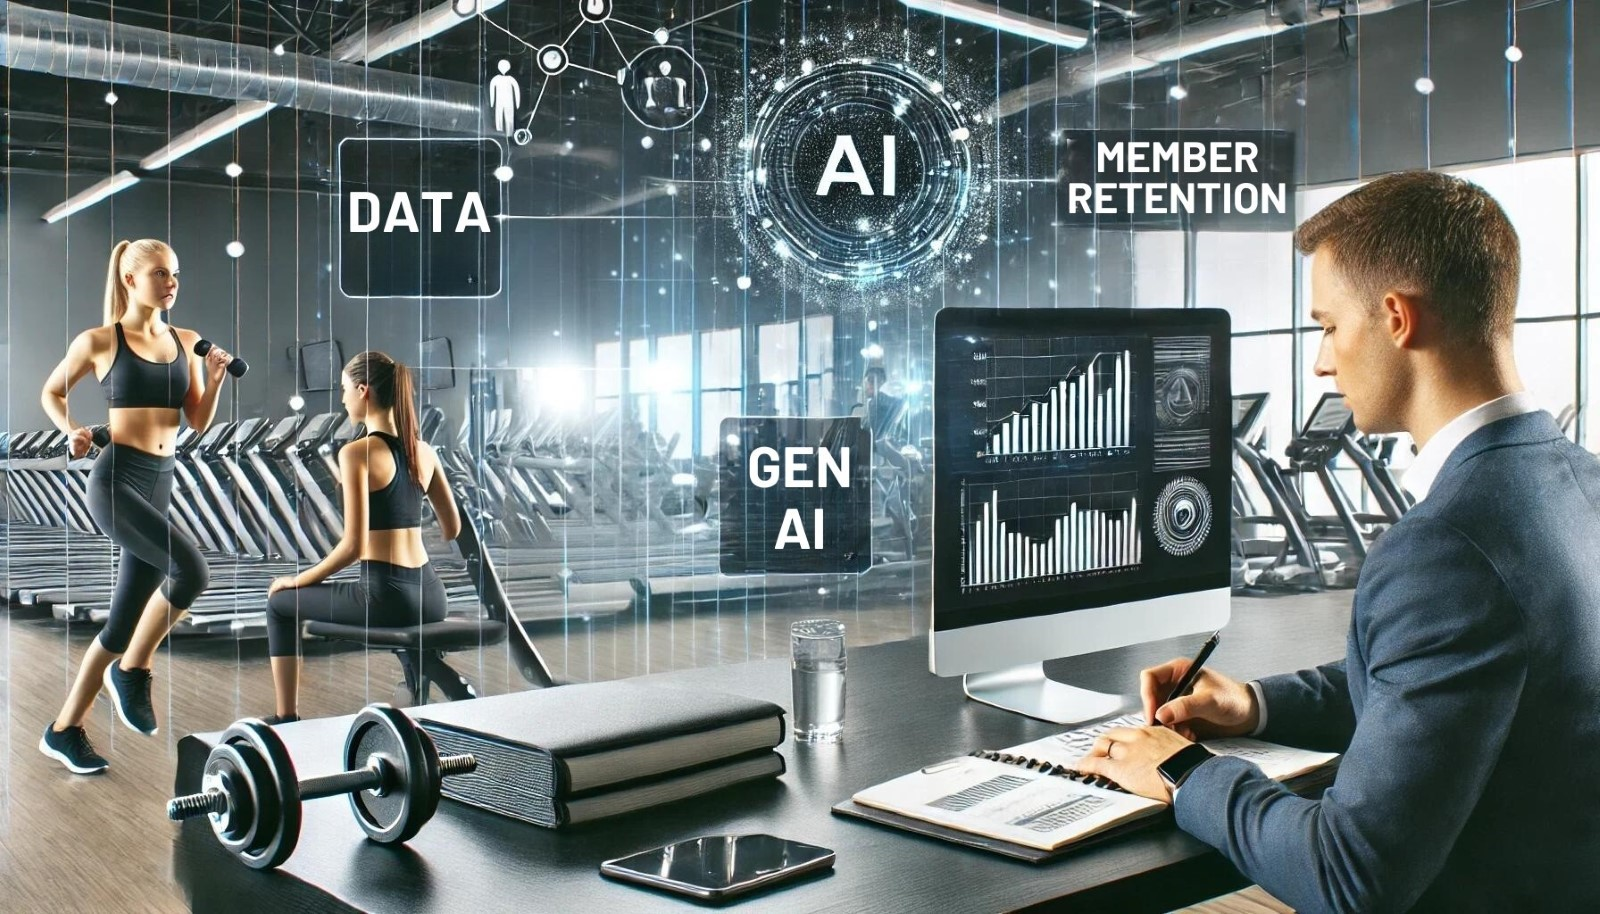 DATA
AI
MEMBER
RETENTION
GEN
AI